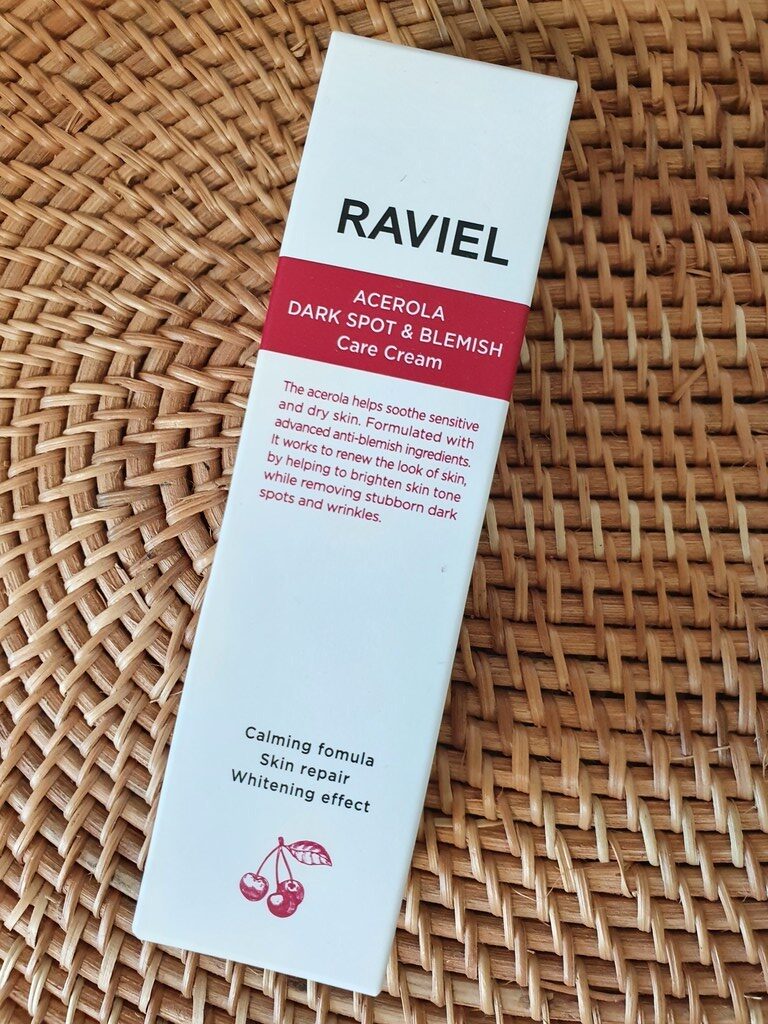 RAVIEL
ACEROLA
DARK SPOT & BLEMISH
Care Cream
The acerola helps soothe sensitive
and dry skin. Formulated with
advanced anti-blemish ingredients.
It works to renew the look of skin,
by helping to brighten skin tone
while removing stubborn dark
spots and wrinkles.
Calming fomula
Skin repair
Whitening effect